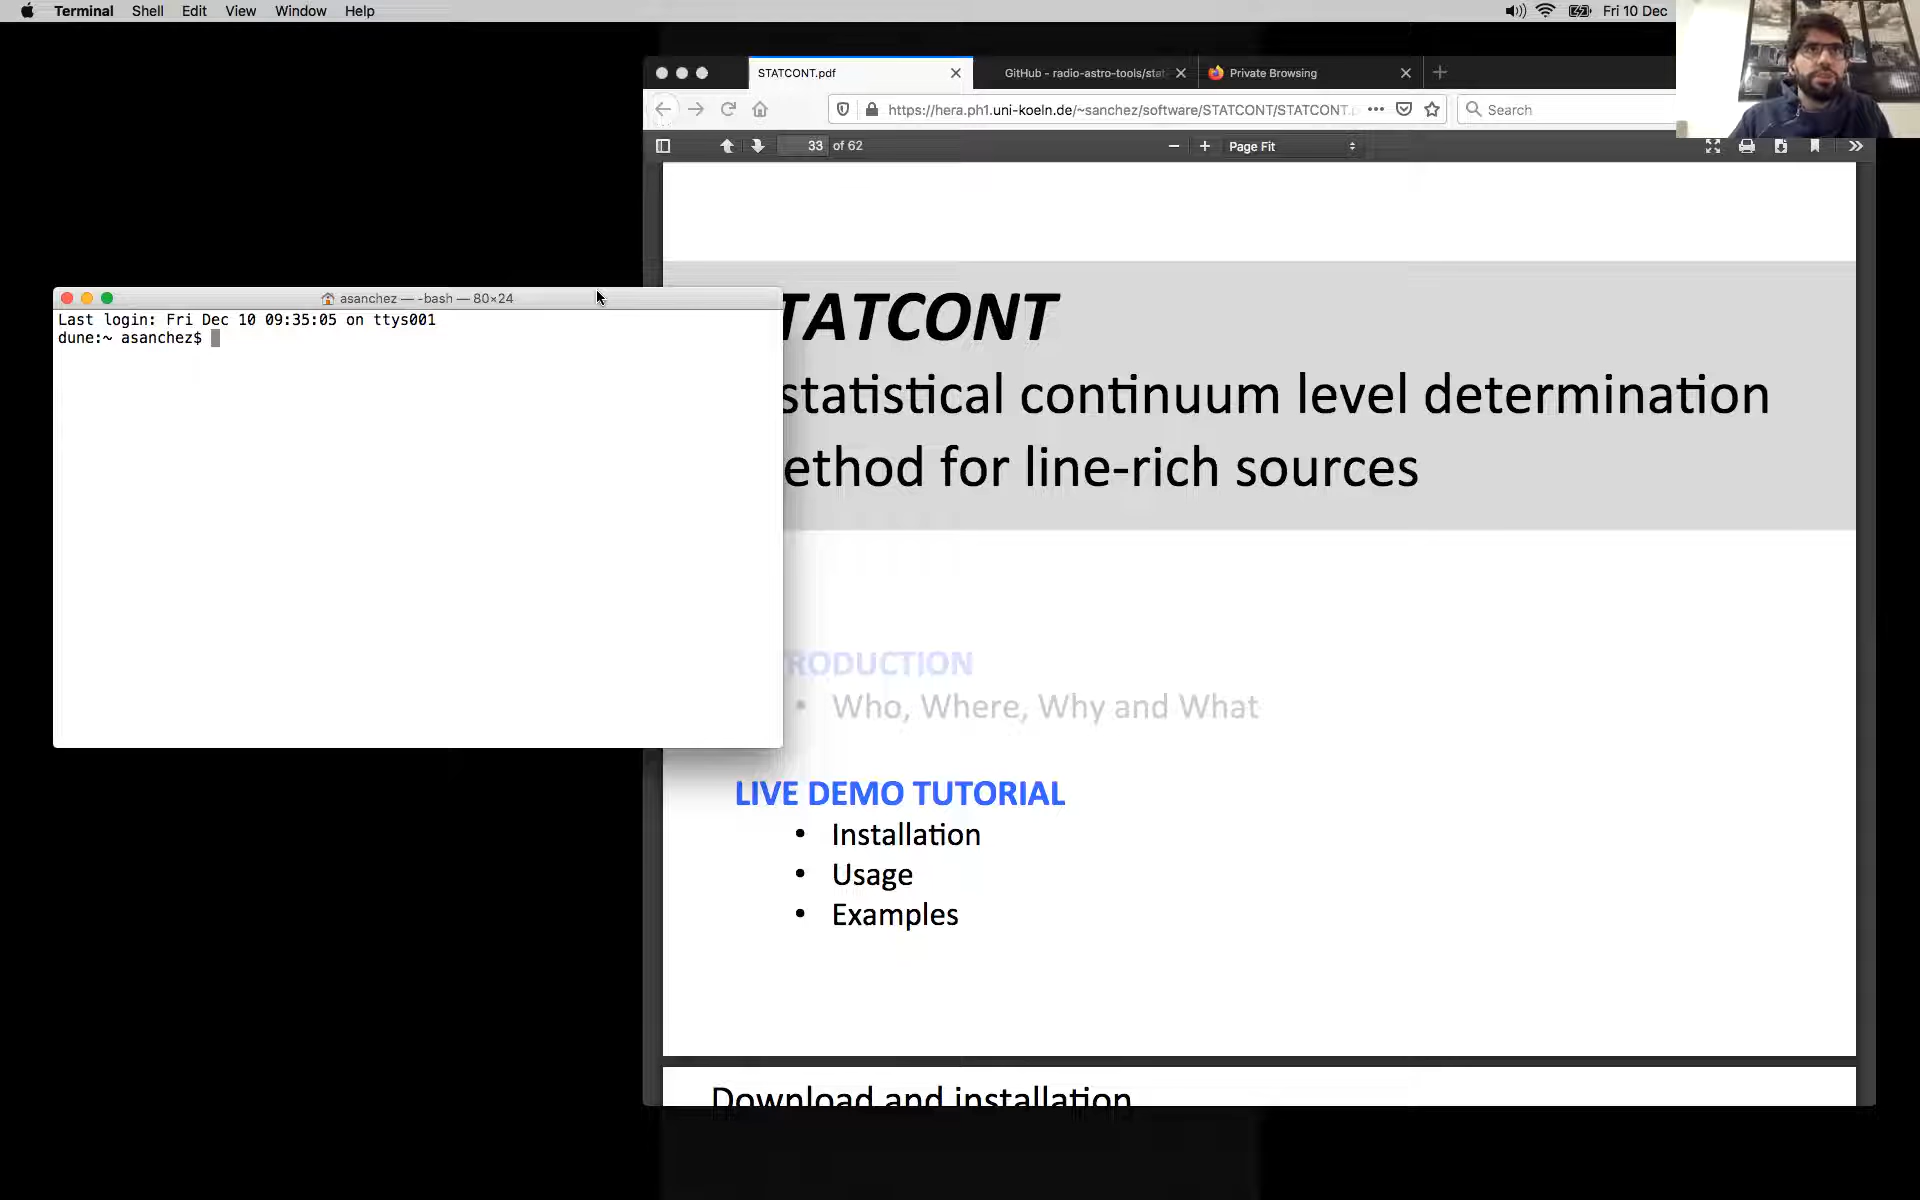 Terminal Shell Edit View Window Help Fri 10 Dec
STATCONT.pdf GitHub - radio-astro-tools/stat Private Browsing
https://hera.ph1.uni-koeln.de/~sanchez/software/STATCONT/STATCONT. Search
33 of 62 Page Fit
asanchez — -bash — 80×24
Last login: Fri Dec 10 09:35:05 on ttys001
dune:~ asanchez$
TATCONT
statistical continuum level determination
ethod for line-rich sources
RODUCTION
• Who, Where, Why and What
LIVE DEMO TUTORIAL
• Installation
• Usage
• Examples
Download and installation